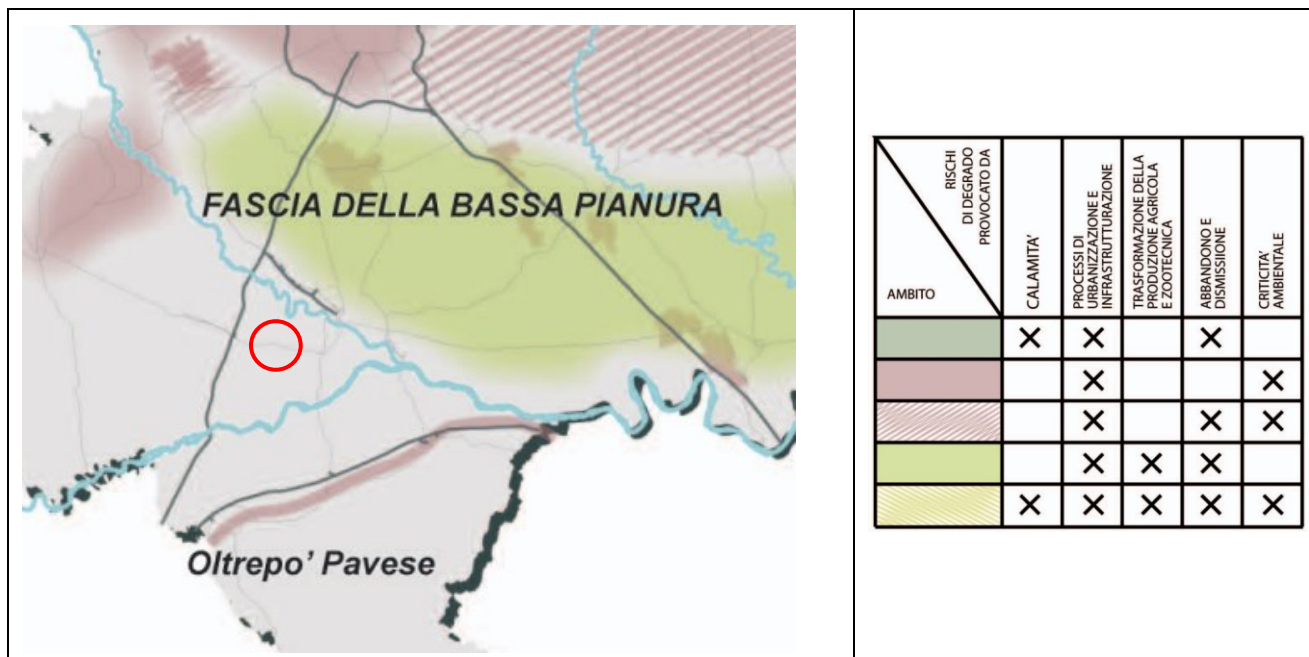 FASCIA DELLA BASSA PIANURA
Oltrepo' Pavese
RISCHI
DI DEGRADO
PROVOCATO DA
AMBITO
CALAMITA'
PROCESSI DI
URBANIZZAZIONE E
INFRASTRUTTURAZIONE
TRASFORMAZIONE DELLA
PRODUZIONE AGRICOLA
E ZOOTECNICA
ABBANDONO E
DISMISSIIONE
CRITICITA'
AMBIENTALE
X X X
X X
X X X
X X X
X X X X X